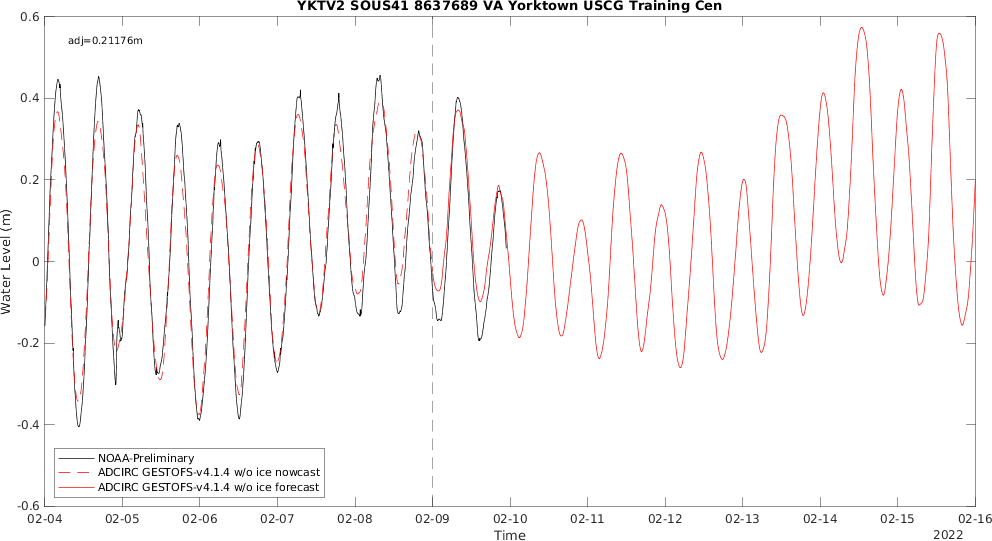 YKTV2 SOUS41 8637689 VA Yorktown USCG Training Cen
adj=0.21176m
0.6
0.4
0.2
0
-0.2
-0.4
-0.6
Water Level (m)
NOAA-Preliminary
ADCIRC GESTOFS-v4.1.4 w/o ice nowcast
ADCIRC GESTOFS-v4.1.4 w/o ice forecast
02-04 02-05 02-06 02-07 02-08 02-09 02-10 02-11 02-12 02-13 02-14 02-15 02-16
Time
2022